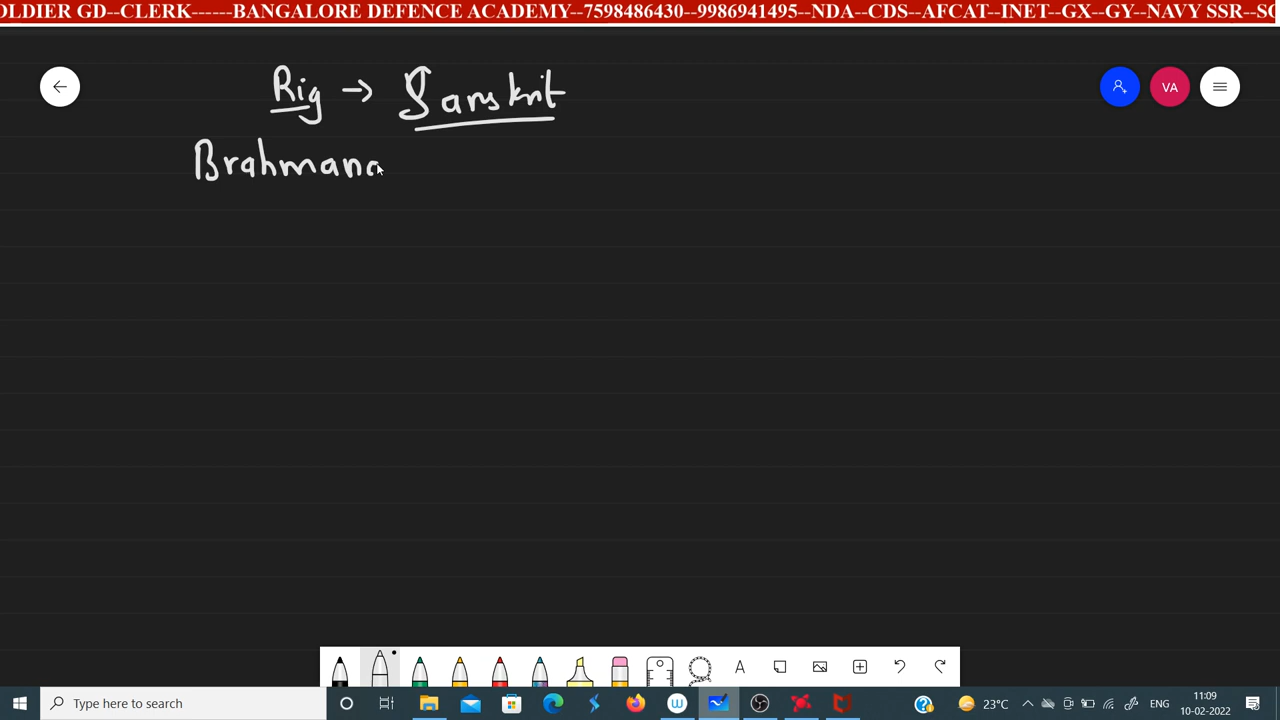 OLDIER GD--CLERK------BANGALORE DEFENCE ACADEMY--7598486430--9986941495--NDA--CDS--AFCAT--INET--GX--GY--NAVY SSR--SO
Rig → Sanskrit
VA
Brahmana
A
Type here to search
23°C
ENG
11:09
10-02-2022